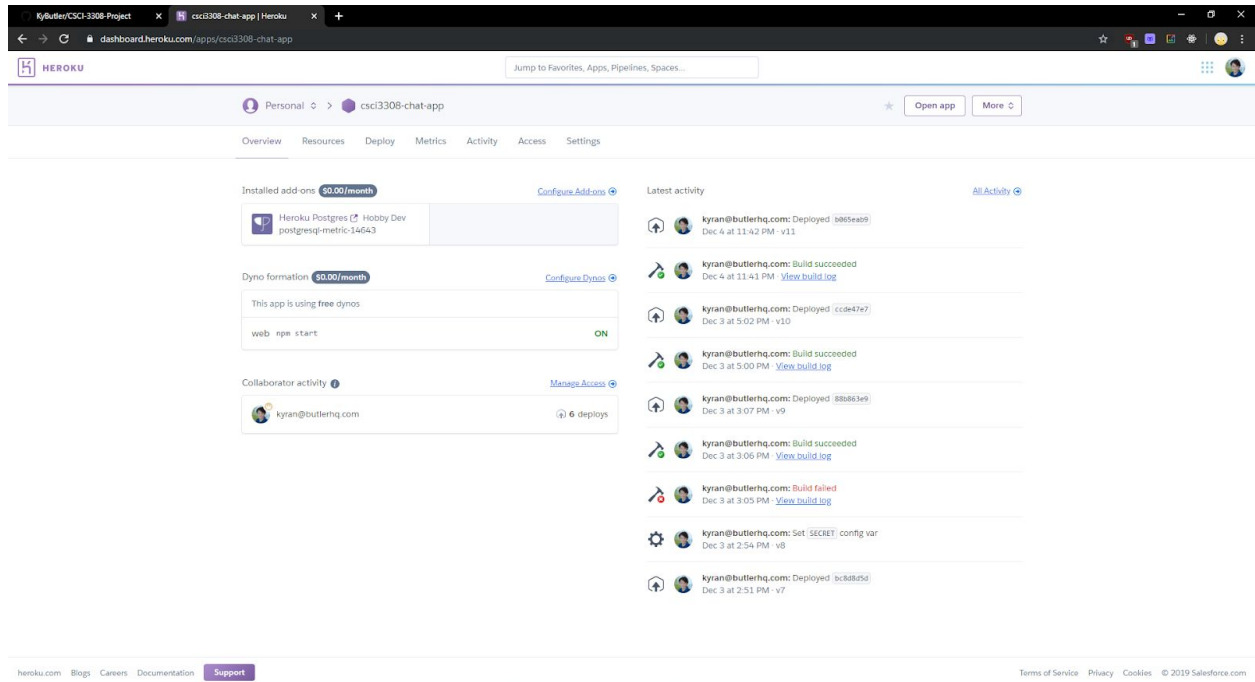 KyButler/CSCI-3308-Project
csci3308-chat-app | Heroku
dashboard.heroku.com/apps/csci3308-chat-app
HEROKU
Jump to Favorites, Apps, Pipelines, Spaces...
Personal
csci3308-chat-app
Open app
More
Overview Resources Deploy Metrics Activity Access Settings
Installed add-ons $0.00/month
Configure Add-ons
Heroku Postgres Hobby Dev
postgresql-metric-14643
Dyno formation $0.00/month
Configure Dynos
This app is using free dynos
web npm start ON
Collaborator activity
Manage Access
kyran@butlerhq.com 6 deploys
Latest activity
All Activity
kyran@butlerhq.com: Deployed b065eab9
Dec 4 at 11:42 PM · v11
kyran@butlerhq.com: Build succeeded
Dec 4 at 11:41 PM · View build log
kyran@butlerhq.com: Deployed ccde47e7
Dec 3 at 5:02 PM · v10
kyran@butlerhq.com: Build succeeded
Dec 3 at 5:00 PM · View build log
kyran@butlerhq.com: Deployed 88b863e9
Dec 3 at 3:07 PM · v9
kyran@butlerhq.com: Build succeeded
Dec 3 at 3:06 PM · View build log
kyran@butlerhq.com: Build failed
Dec 3 at 3:05 PM · View build log
kyran@butlerhq.com: Set SECRET config var
Dec 3 at 2:54 PM · v8
kyran@butlerhq.com: Deployed bc8d8d5d
Dec 3 at 2:51 PM · v7
heroku.com Blogs Careers Documentation Support
Terms of Service Privacy Cookies © 2019 Salesforce.com